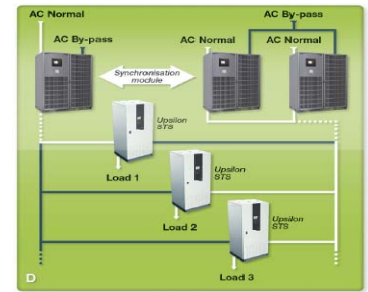 AC Normal
AC By-pass
AC By-pass
AC Normal
AC Normal
Synchronisation
module
Upsilon
STS
Load 1
Upsilon
STS
Load 2
Upsilon
STS
Load 3
D